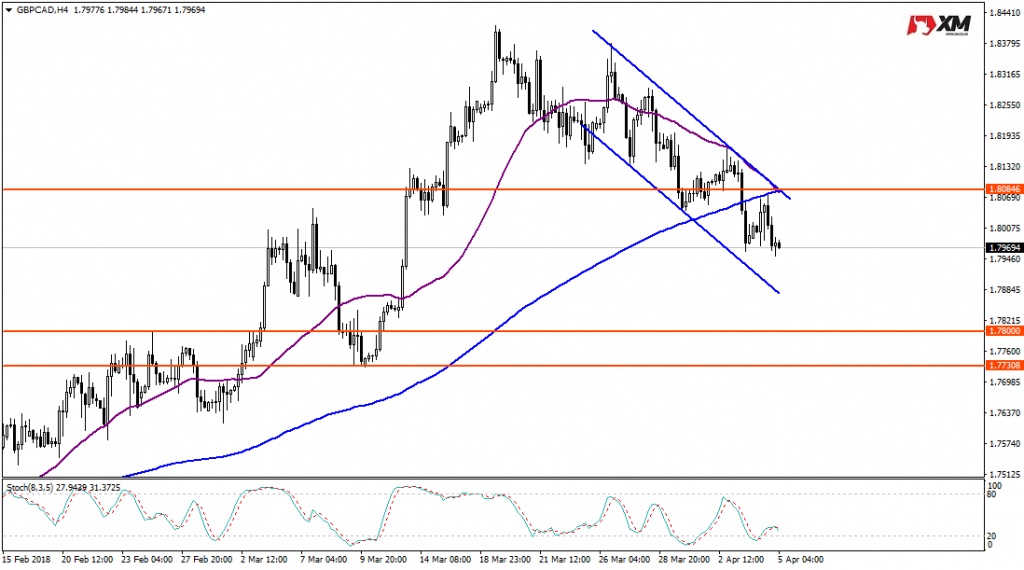 GBPCAD,H4 1.79776 1.79844 1.79671 1.79694
XM
1.84410
1.83795
1.83165
1.82550
1.81935
1.81320
1.80846
1.80690
1.80075
1.79694
1.79460
1.78845
1.78215
1.78000
1.77600
1.77308
1.76985
1.76370
1.75740
1.75125
Stoch(8,3,5) 27.9439 31.3725
100
80
20
0
15 Feb 2018
20 Feb 12:00
23 Feb 04:00
27 Feb 20:00
2 Mar 12:00
7 Mar 04:00
9 Mar 20:00
14 Mar 08:00
18 Mar 23:00
21 Mar 12:00
26 Mar 04:00
28 Mar 20:00
2 Apr 12:00
5 Apr 04:00